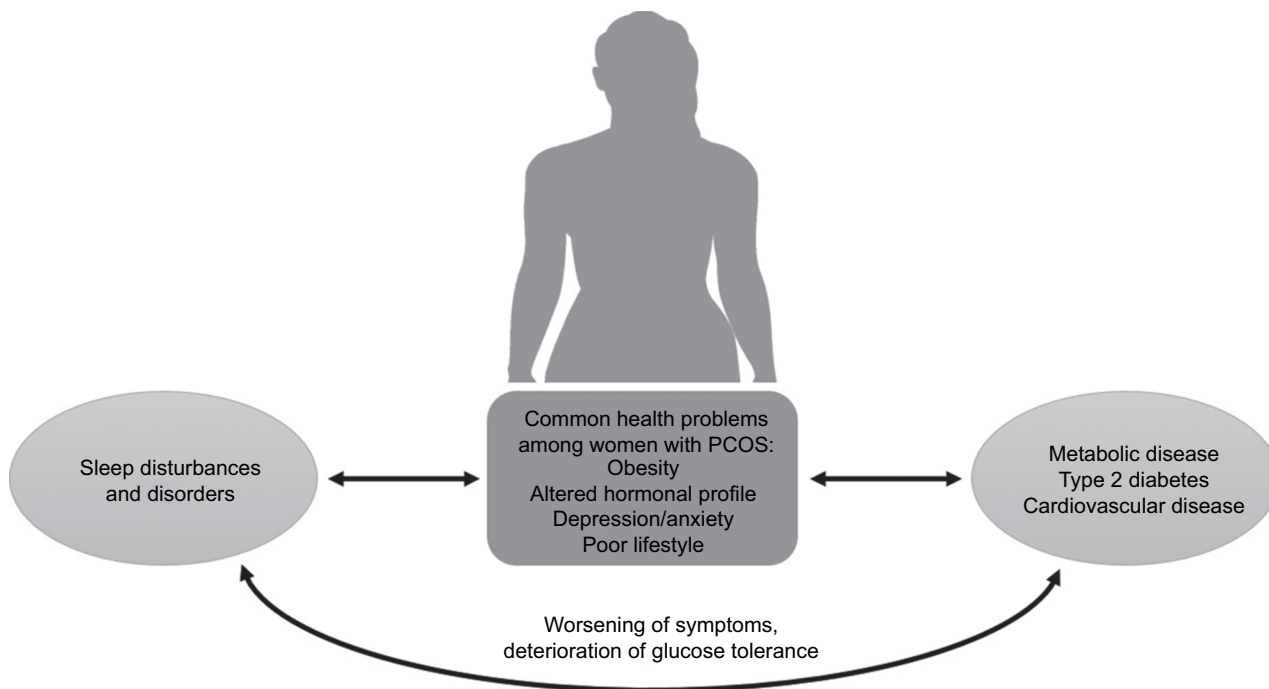 Common health problems
among women with PCOS:
Obesity
Altered hormonal profile
Depression/anxiety
Poor lifestyle
Sleep disturbances
and disorders
Metabolic disease
Type 2 diabetes
Cardiovascular disease
Worsening of symptoms,
deterioration of glucose tolerance